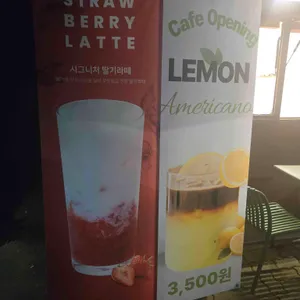 STRAW
BERRY
LATTE
시그니처 딸기라떼
Cafe Opening
LEMON
Americano
3,500원